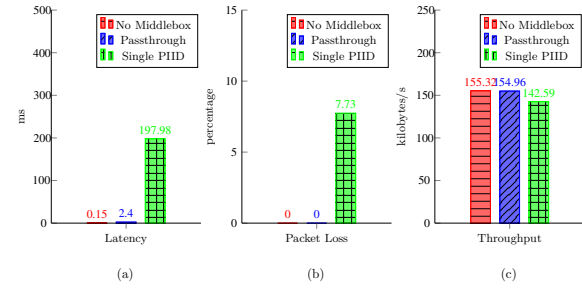 500
400
300
200
100
0
ms
No Middlebox
Passthrough
Single PIID
0.15
2.4
197.98
Latency
(a)
15
10
5
0
percentage
No Middlebox
Passthrough
Single PIID
0
0
7.73
Packet Loss
(b)
250
200
150
100
50
0
kilobytes/s
No Middlebox
Passthrough
Single PIID
155.32
154.96
142.59
Throughput
(c)